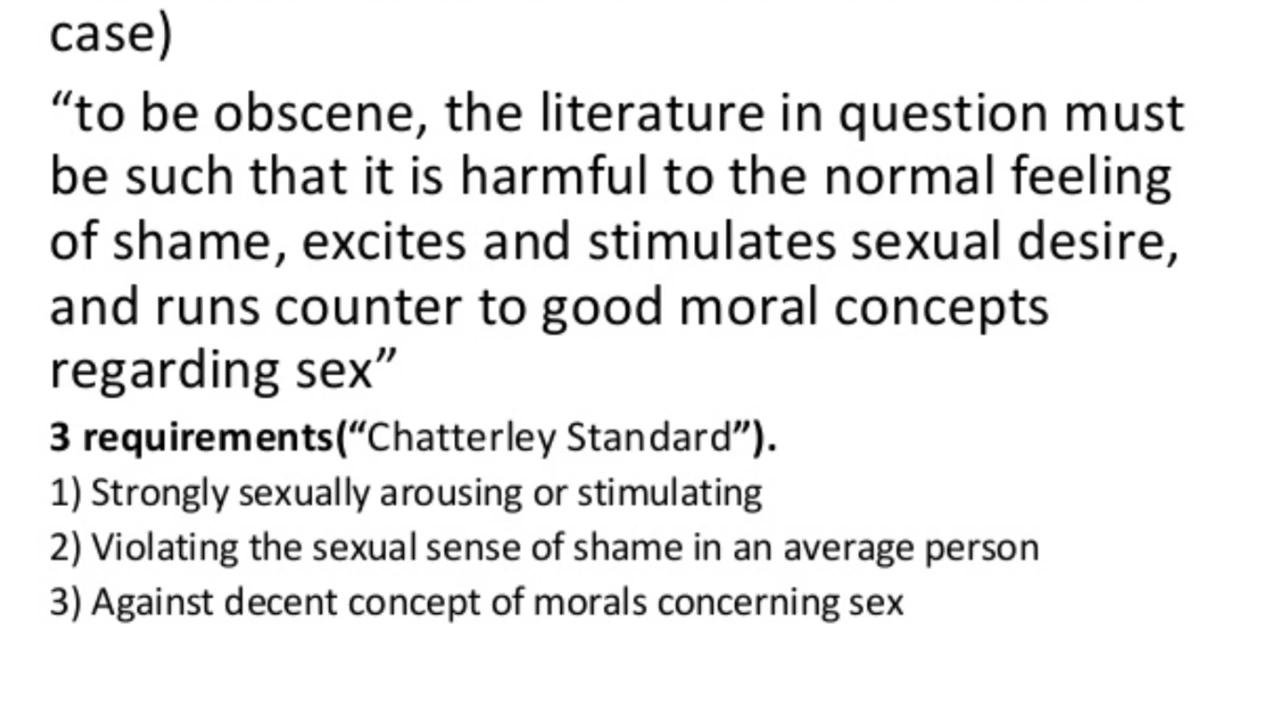 case)
“to be obscene, the literature in question must
be such that it is harmful to the normal feeling
of shame, excites and stimulates sexual desire,
and runs counter to good moral concepts
regarding sex”
3 requirements(“Chatterley Standard”).
1) Strongly sexually arousing or stimulating
2) Violating the sexual sense of shame in an average person
3) Against decent concept of morals concerning sex